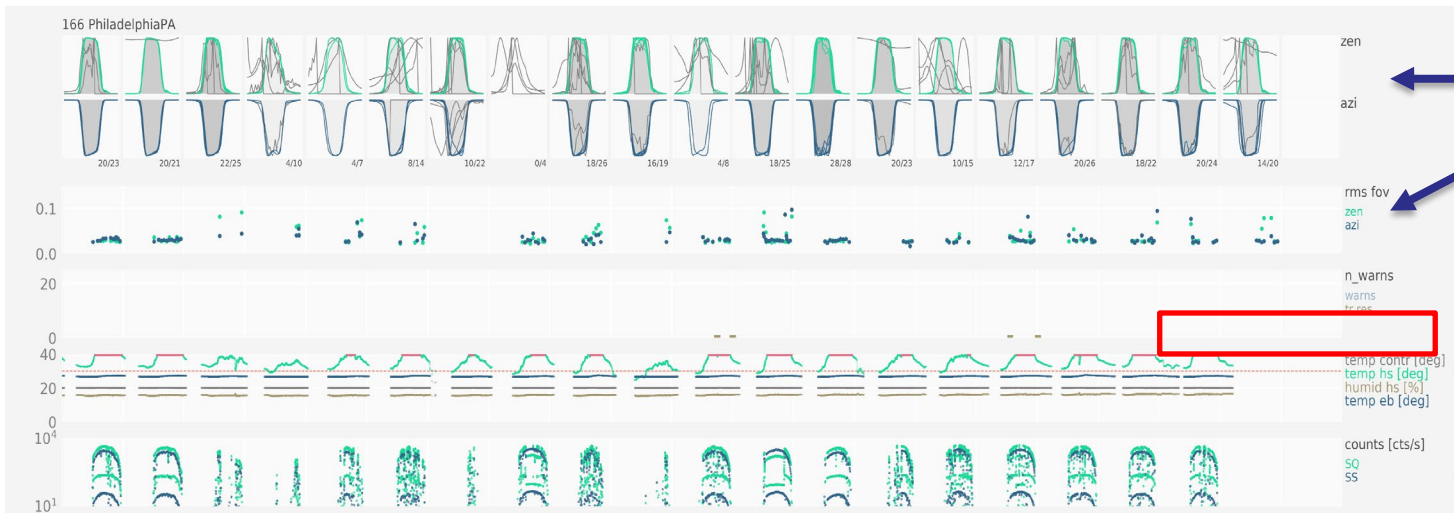 166 PhiladelphiaPA
zen
azi
20/23 20/21 22/25 4/10 4/7 8/14 10/22 0/4 18/26 16/19 4/8 18/25 28/28 20/23 10/15 12/17 20/26 18/22 20/24 14/20
rms fov
0.1
zen
azi
0.0
n_warns
20
warns
tr res
0
40
temp contr [deg]
temp hs [deg]
20
humid hs [%]
temp eb [deg]
0
10⁴
counts [cts/s]
SQ
SS
10¹